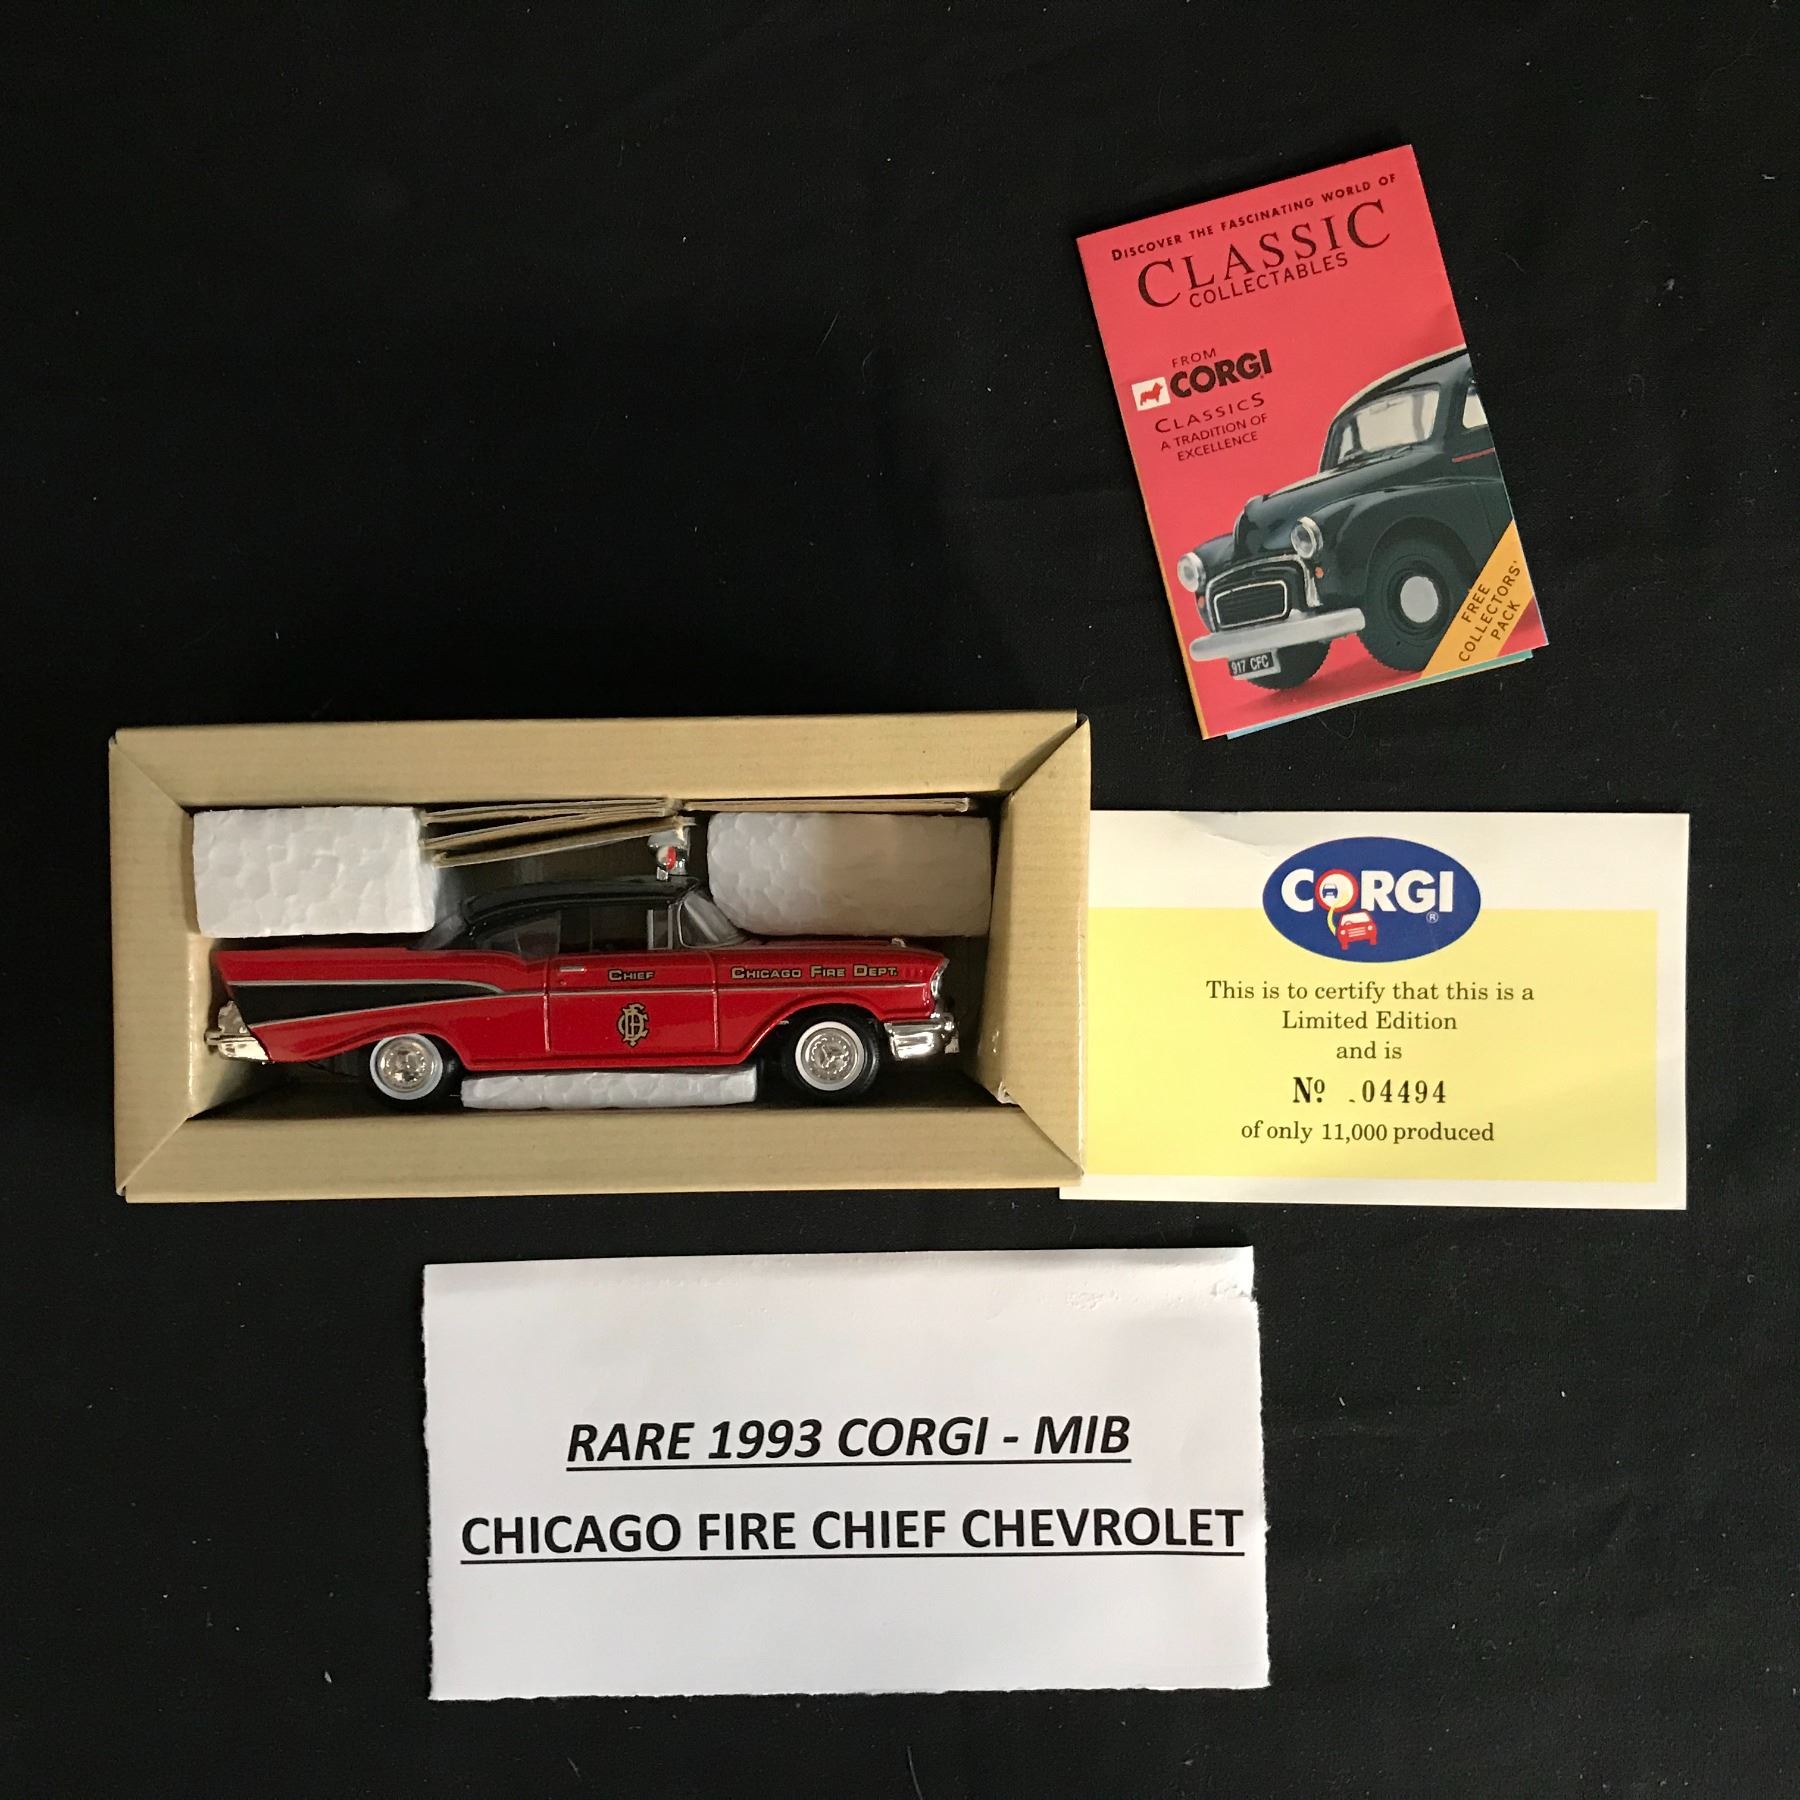 DISCOVER THE FASCINATING WORLD OF
CLASSIC
COLLECTABLES
FROM
CORGI
CLASSICS
A TRADITION OF
EXCELLENCE
917 CFC
FREE
COLLECTORS'
PACK
CHIEF
CHICAGO FIRE DEPT.
CFD
CORGI®
This is to certify that this is a
Limited Edition
and is
Nº 04494
of only 11,000 produced
RARE 1993 CORGI - MIB
CHICAGO FIRE CHIEF CHEVROLET